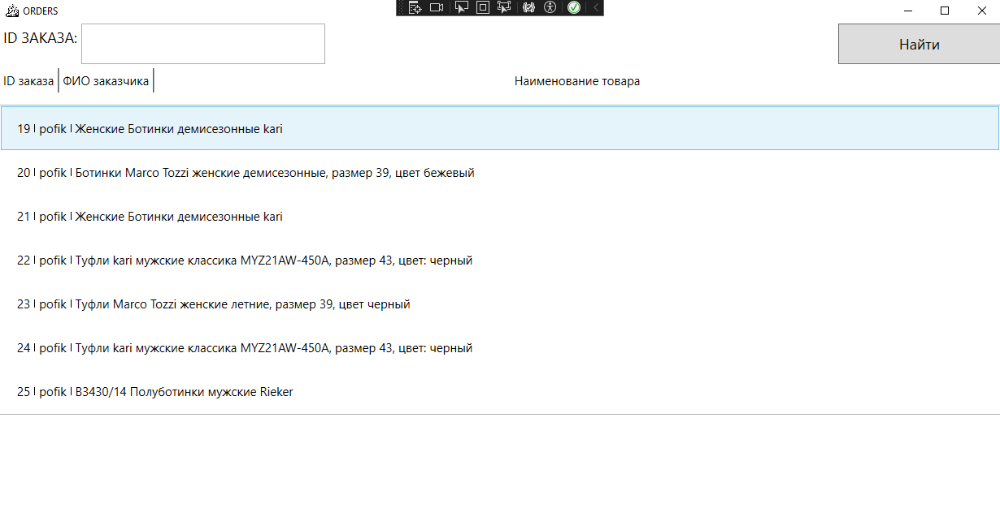 ORDERS
ID ЗАКАЗА:
Найти
ID заказа ФИО заказчика Наименование товара
19 pofik Женские Ботинки демисезонные kari
20 pofik Ботинки Marco Tozzi женские демисезонные, размер 39, цвет бежевый
21 pofik Женские Ботинки демисезонные kari
22 pofik Туфли kari мужские классика MYZ21AW-450A, размер 43, цвет: черный
23 pofik Туфли Marco Tozzi женские летние, размер 39, цвет черный
24 pofik Туфли kari мужские классика MYZ21AW-450A, размер 43, цвет: черный
25 pofik B3430/14 Полуботинки мужские Rieker